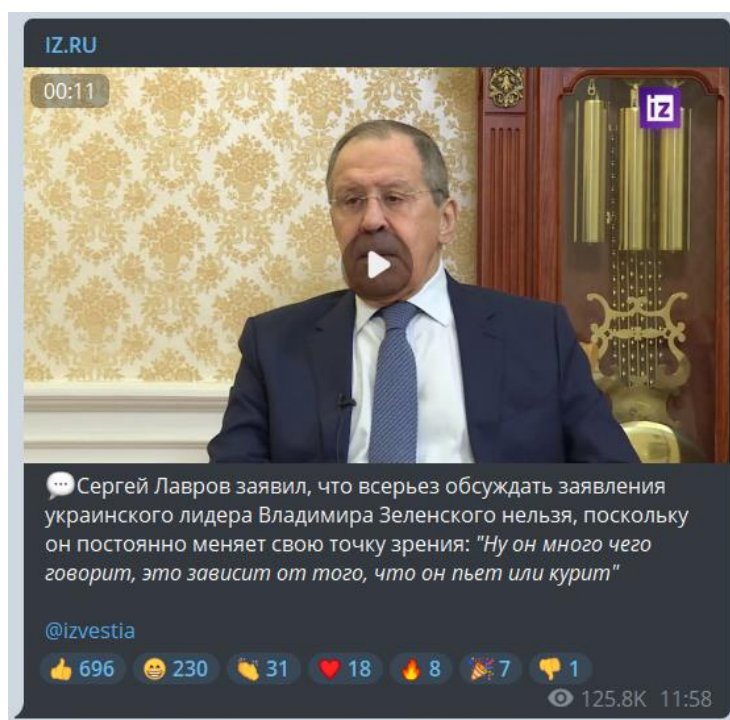 IZ.RU
00:11
iz
Сергей Лавров заявил, что всерьез обсуждать заявления
украинского лидера Владимира Зеленского нельзя, поскольку
он постоянно меняет свою точку зрения: "Ну он много чего
говорит, это зависит от того, что он пьет или курит"
@izvestia
696 230 31 18 8 7 1
125.8K 11:58